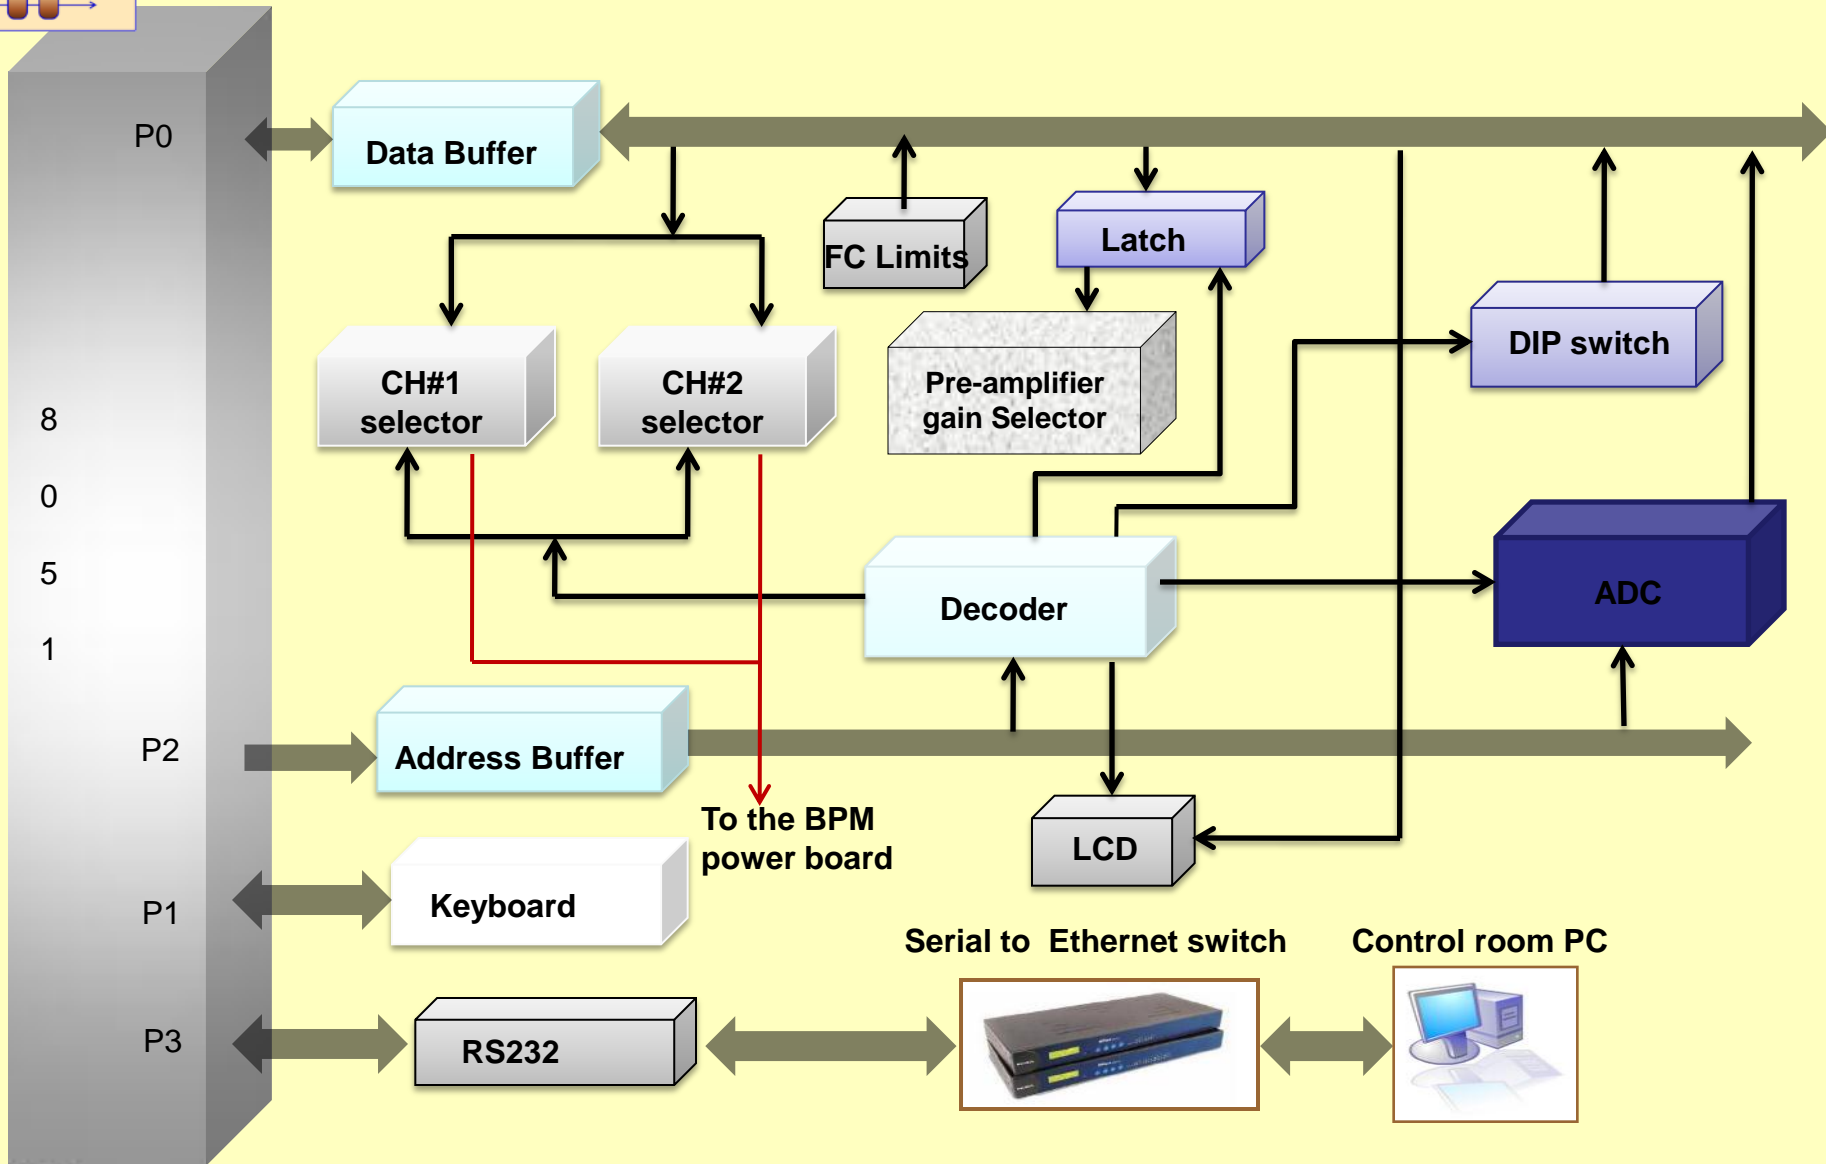 P0
Data Buffer
FC Limits
Latch
DIP switch
CH#1
selector
CH#2
selector
Pre-amplifier
gain Selector
8
0
5
1
Decoder
ADC
P2
Address Buffer
To the BPM
power board
LCD
P1
Keyboard
Serial to  Ethernet switch
Control room PC
P3
RS232